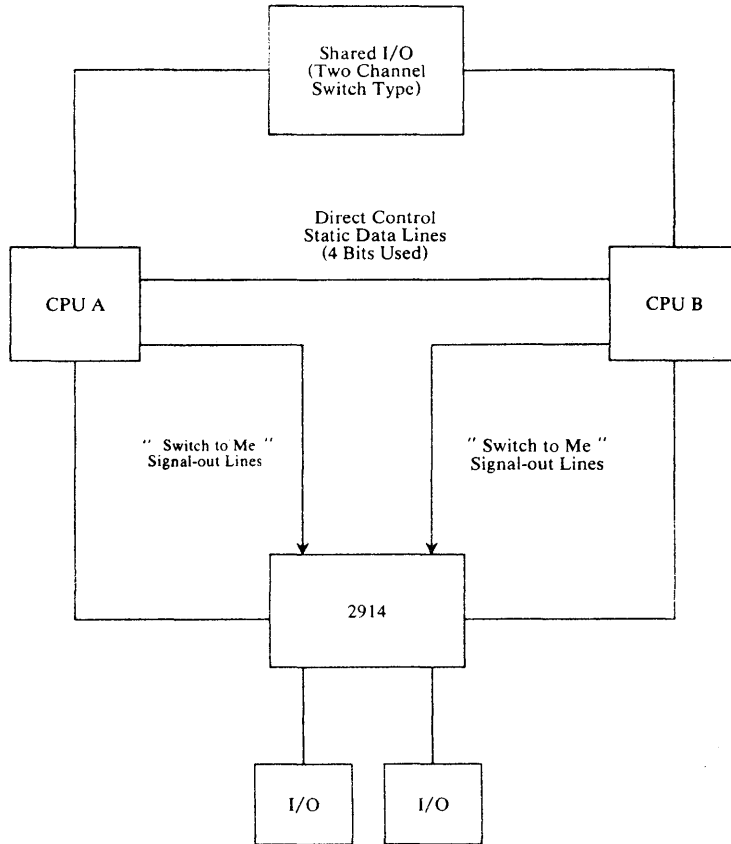 Shared I/O
(Two Channel
Switch Type)
Direct Control
Static Data Lines
(4 Bits Used)
CPU A
CPU B
" Switch to Me "
Signal-out Lines
" Switch to Me "
Signal-out Lines
2914
I/O
I/O